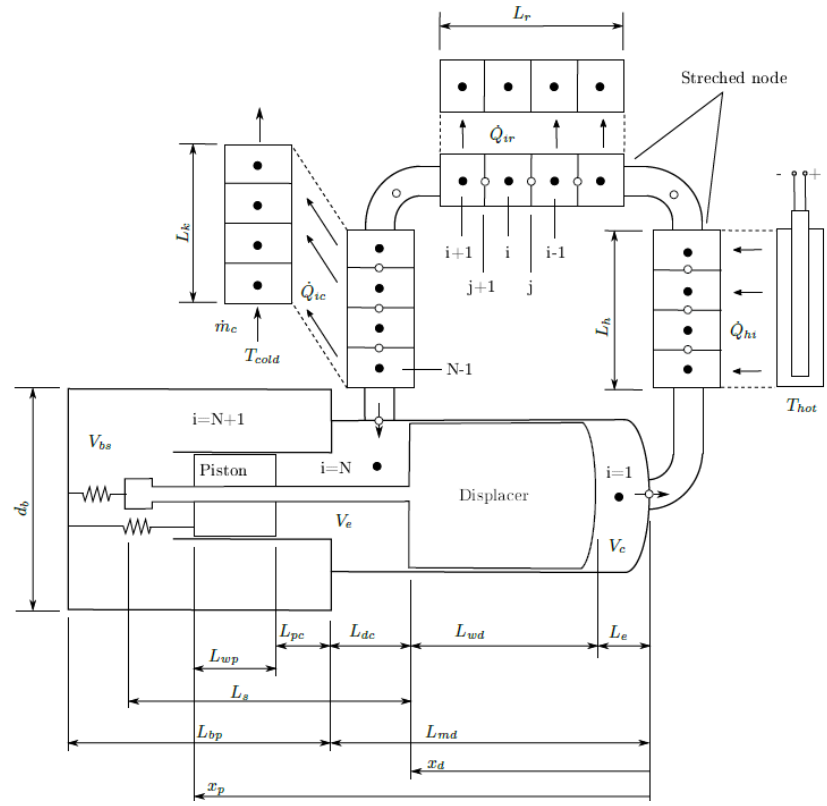 L_r
Streched node
Q̇_ir
- +
L_k
i+1 i i-1
j+1 j
Q̇_ic
L_h
Q̇_hi
ṁ_c
T_cold
N-1
T_hot
i=N+1
V_bs
Piston
i=N
i=1
d_b
Displacer
V_e
V_c
L_pc L_dc L_wd L_e
L_wp
L_s
L_bp L_md
x_d
x_p